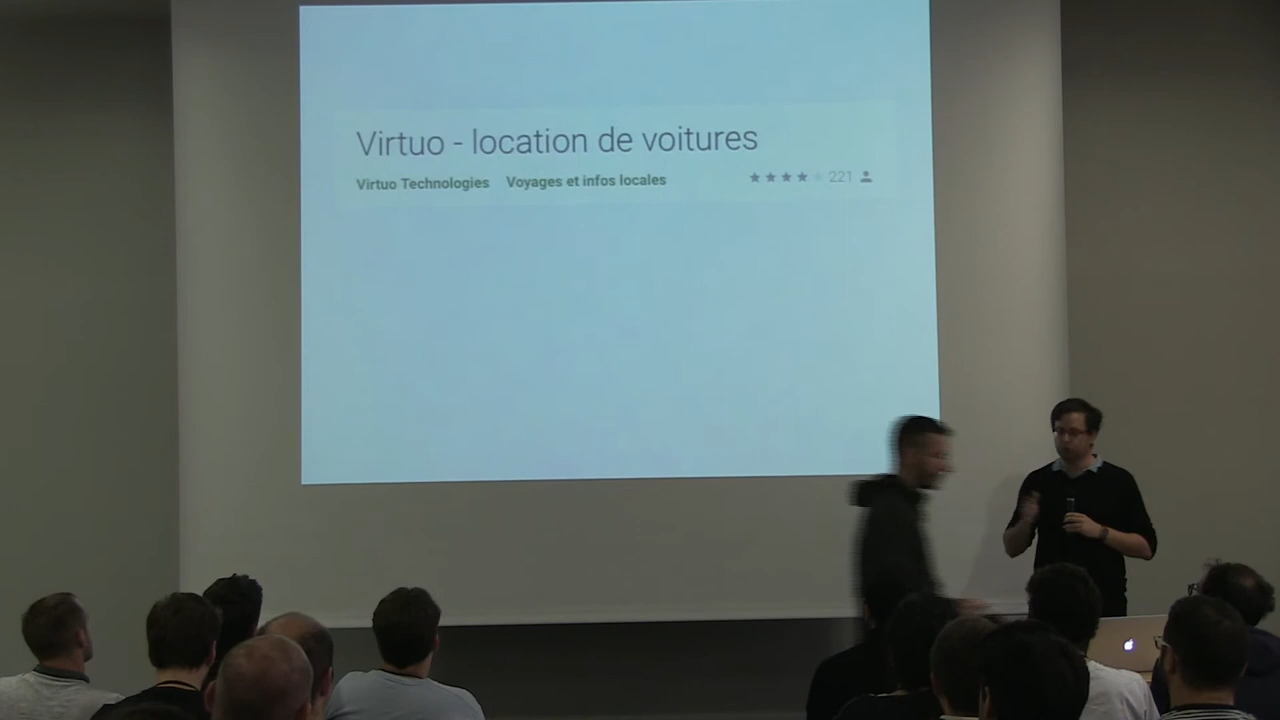 Virtuo - location de voitures
Virtuo Technologies Voyages et infos locales 221